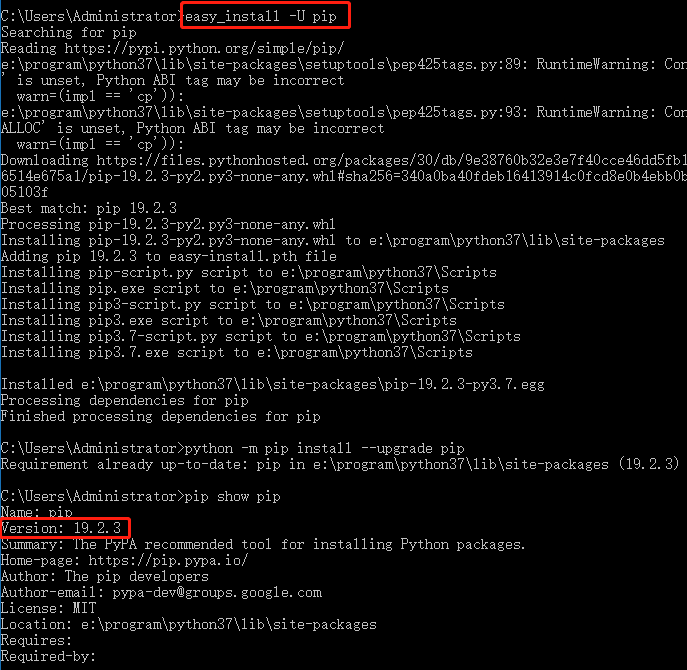 C:\Users\Administrator>easy_install -U pip
Searching for pip
Reading https://pypi.python.org/simple/pip/
e:\program\python37\lib\site-packages\setuptools\pep425tags.py:89: RuntimeWarning: Con
' is unset, Python ABI tag may be incorrect
  warn=(impl == 'cp')):
e:\program\python37\lib\site-packages\setuptools\pep425tags.py:93: RuntimeWarning: Con
ALLOC' is unset, Python ABI tag may be incorrect
  warn=(impl == 'cp')):
Downloading https://files.pythonhosted.org/packages/30/db/9e38760b32e3e7f40cce46dd5fb1
6514e675a1/pip-19.2.3-py2.py3-none-any.whl#sha256=340a0ba40fdeb16413914c0fcd8e0b4ebb0b
05103f
Best match: pip 19.2.3
Processing pip-19.2.3-py2.py3-none-any.whl
Installing pip-19.2.3-py2.py3-none-any.whl to e:\program\python37\lib\site-packages
Adding pip 19.2.3 to easy-install.pth file
Installing pip-script.py script to e:\program\python37\Scripts
Installing pip.exe script to e:\program\python37\Scripts
Installing pip3-script.py script to e:\program\python37\Scripts
Installing pip3.exe script to e:\program\python37\Scripts
Installing pip3.7-script.py script to e:\program\python37\Scripts
Installing pip3.7.exe script to e:\program\python37\Scripts
Installed e:\program\python37\lib\site-packages\pip-19.2.3-py3.7.egg
Processing dependencies for pip
Finished processing dependencies for pip
C:\Users\Administrator>python -m pip install --upgrade pip
Requirement already up-to-date: pip in e:\program\python37\lib\site-packages (19.2.3)
C:\Users\Administrator>pip show pip
Name: pip
Version: 19.2.3
Summary: The PyPA recommended tool for installing Python packages.
Home-page: https://pip.pypa.io/
Author: The pip developers
Author-email: pypa-dev@groups.google.com
License: MIT
Location: e:\program\python37\lib\site-packages
Requires:
Required-by: